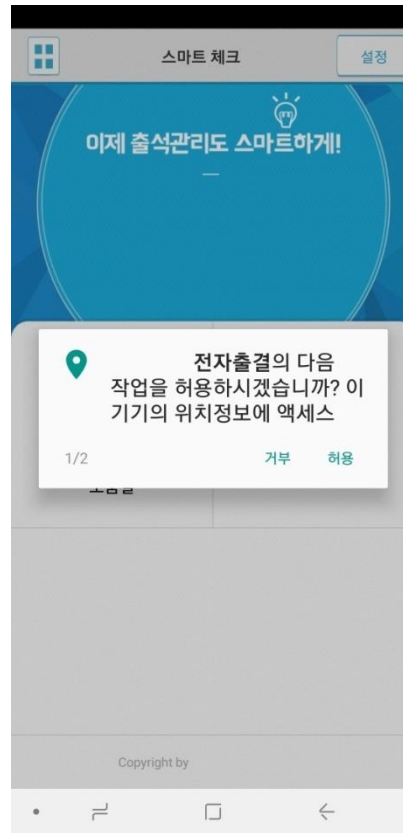 스마트 체크
설정
이제 출석관리도 스마트하게!
전자출결의 다음
작업을 허용하시겠습니까? 이
기기의 위치정보에 액세스
1/2
거부
허용
Copyright by